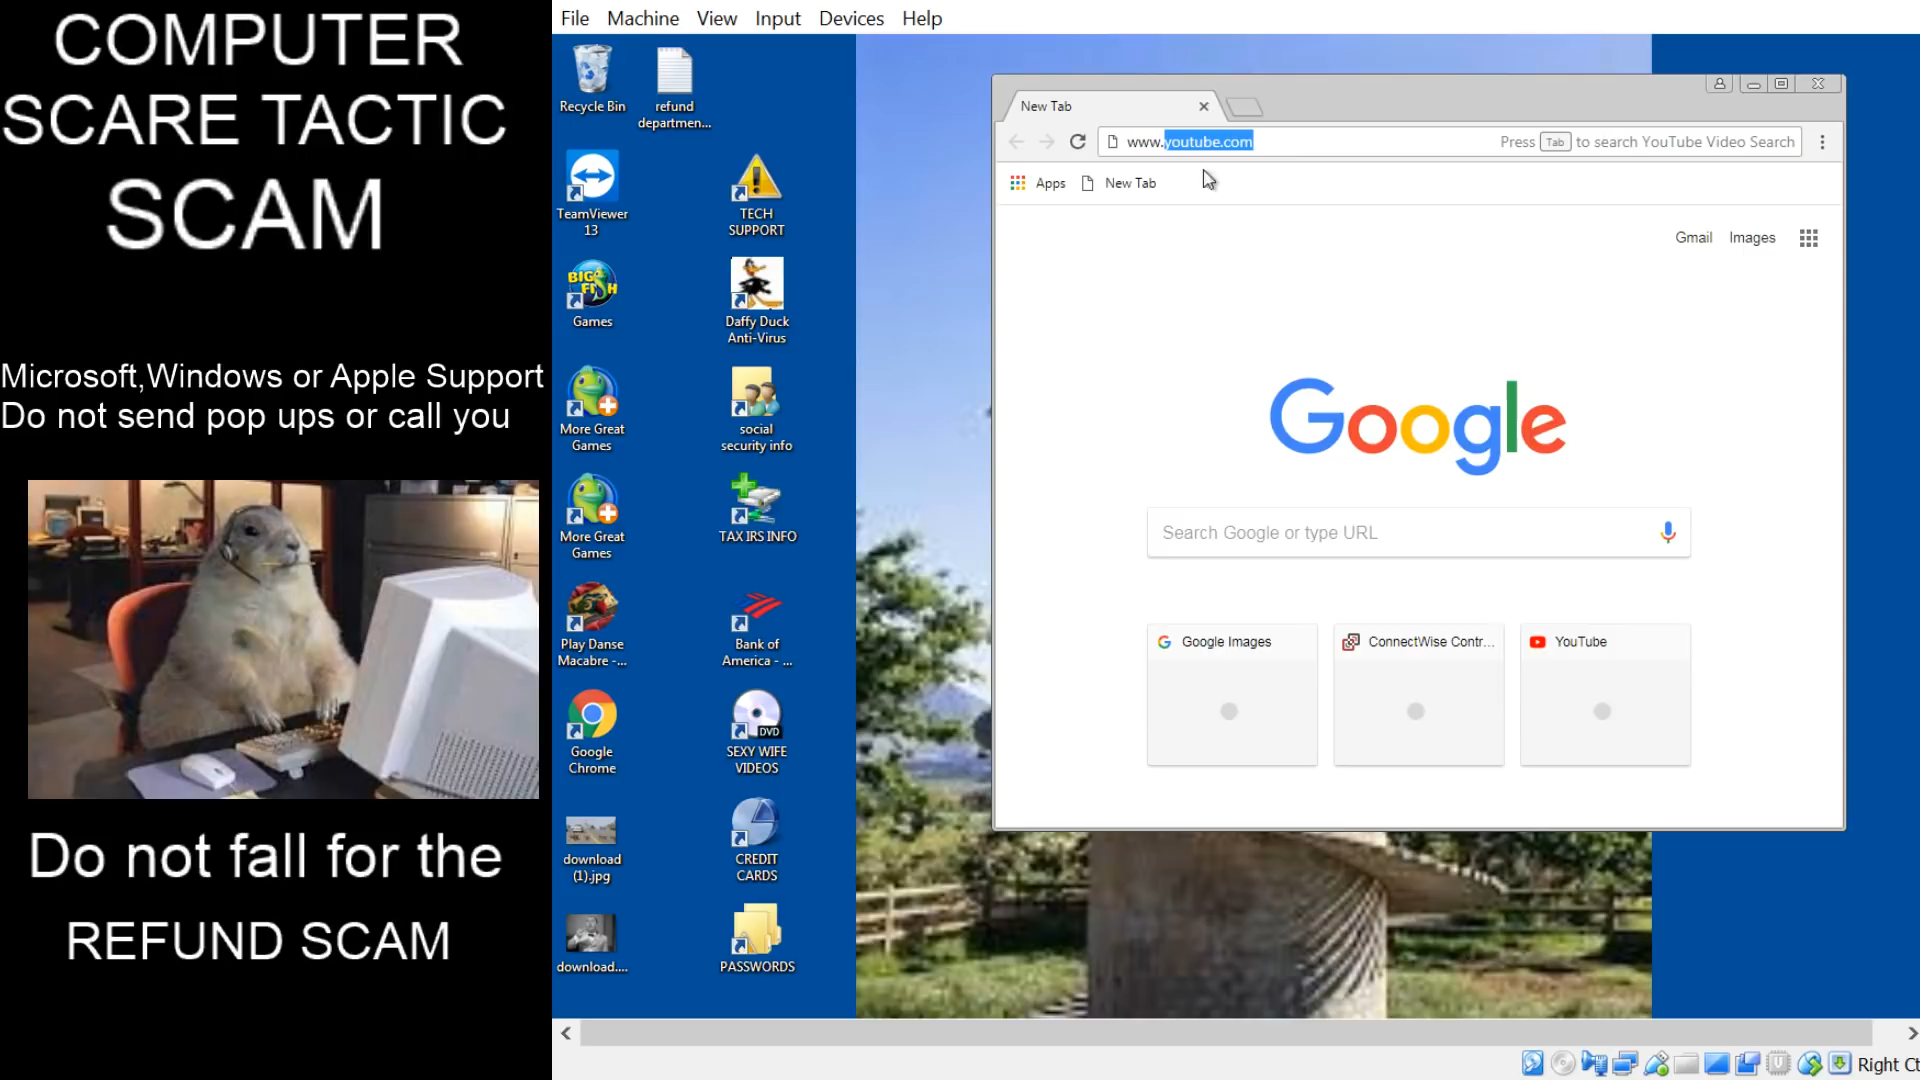 COMPUTER
SCARE TACTIC
SCAM
Microsoft,Windows or Apple Support
Do not send pop ups or call you
Do not fall for the
REFUND SCAM
File Machine View Input Devices Help
Recycle Bin
refund
departmen...
TeamViewer
13
TECH
SUPPORT
BIG FISH
Games
Daffy Duck
Anti-Virus
More Great
Games
social
security info
More Great
Games
TAX IRS INFO
Play Danse
Macabre -...
Bank of
America - ...
Google
Chrome
DVD
SEXY WIFE
VIDEOS
download
(1).jpg
CREDIT
CARDS
download....
PASSWORDS
New Tab
www.youtube.com
Press Tab to search YouTube Video Search
Apps New Tab
Gmail Images
Google
Search Google or type URL
Google Images
ConnectWise Contr...
YouTube
Right Ct